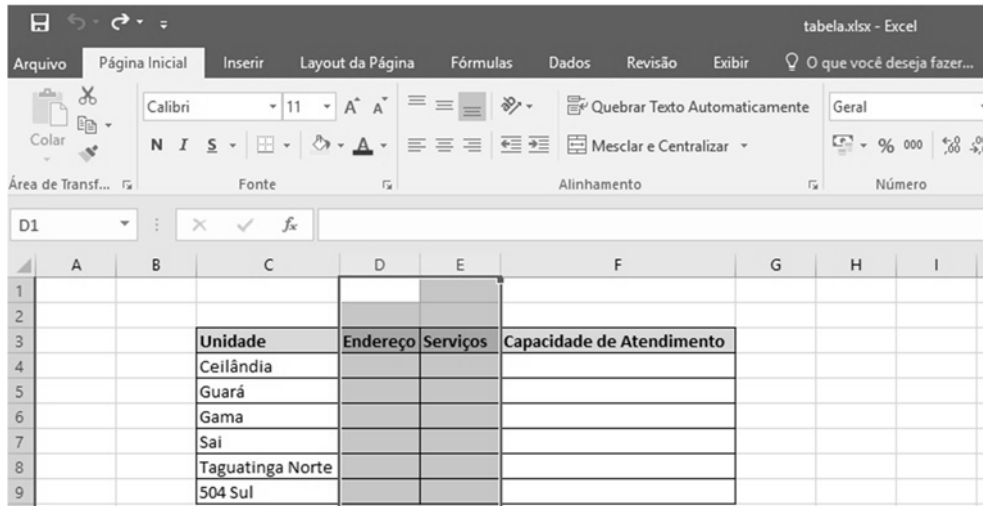 tabela.xlsx - Excel
Arquivo Página Inicial Inserir Layout da Página Fórmulas Dados Revisão Exibir O que você deseja fazer...
Calibri 11 A A Quebrar Texto Automaticamente Geral
Colar N I S A Mesclar e Centralizar % 000
Área de Transf... Fonte Alinhamento Número
D1 fx
A B C D E F G H I
1
2
3 Unidade Endereço Serviços Capacidade de Atendimento
4 Ceilândia
5 Guará
6 Gama
7 Sai
8 Taguatinga Norte
9 504 Sul